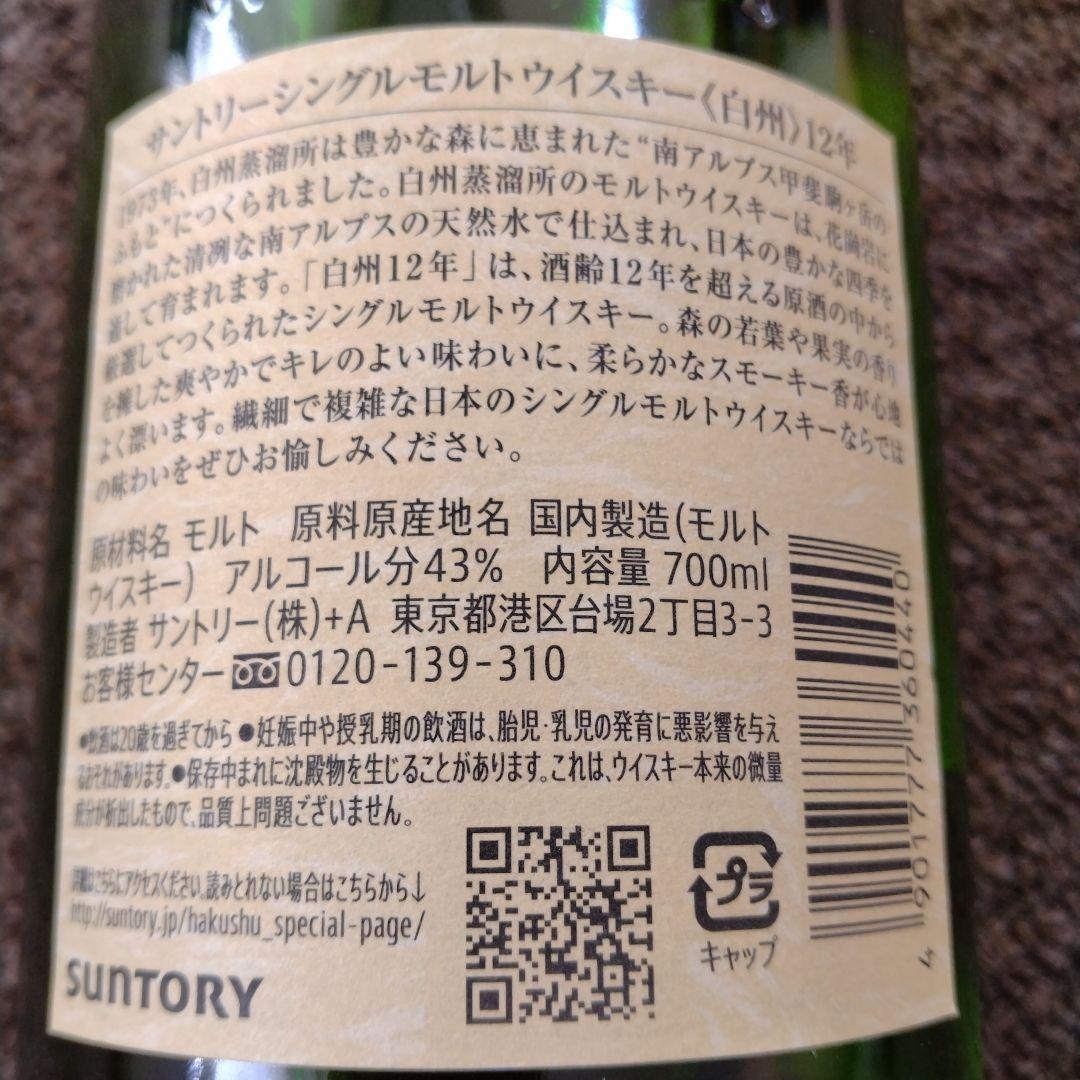 サントリーシングルモルトウイスキー《白州》12年
1973年、白州蒸溜所は豊かな森に恵まれた“南アルプス甲斐駒ヶ岳の
ふもと”につくられました。白州蒸溜所のモルトウイスキーは、花崗岩に
磨かれた清冽な南アルプスの天然水で仕込まれ、日本の豊かな四季を
通して育まれます。「白州12年」は、酒齢12年を超える原酒の中から
厳選してつくられたシングルモルトウイスキー。森の若葉や果実の香り
を擁した爽やかでキレのよい味わいに、柔らかなスモーキー香が心地
よく漂います。繊細で複雑な日本のシングルモルトウイスキーならでは
の味わいをぜひお愉しみください。
原材料名 モルト 原料原産地名 国内製造(モルト
ウイスキー) アルコール分43% 内容量 700ml
製造者 サントリー(株)+A 東京都港区台場2丁目3-3
お客様センター 0120-139-310
●飲酒は20歳を過ぎてから ●妊娠中や授乳期の飲酒は、胎児・乳児の発育に悪影響を与え
るおそれがあります。●保存中まれに沈殿物を生じることがあります。これは、ウイスキー本来の微量
成分が析出したもので、品質上問題ございません。
詳細はこちらにアクセスください。読みとれない場合はこちらから↓
http://suntory.jp/hakushu_special-page/
SUNTORY
プラ
キャップ
4 901777 360440